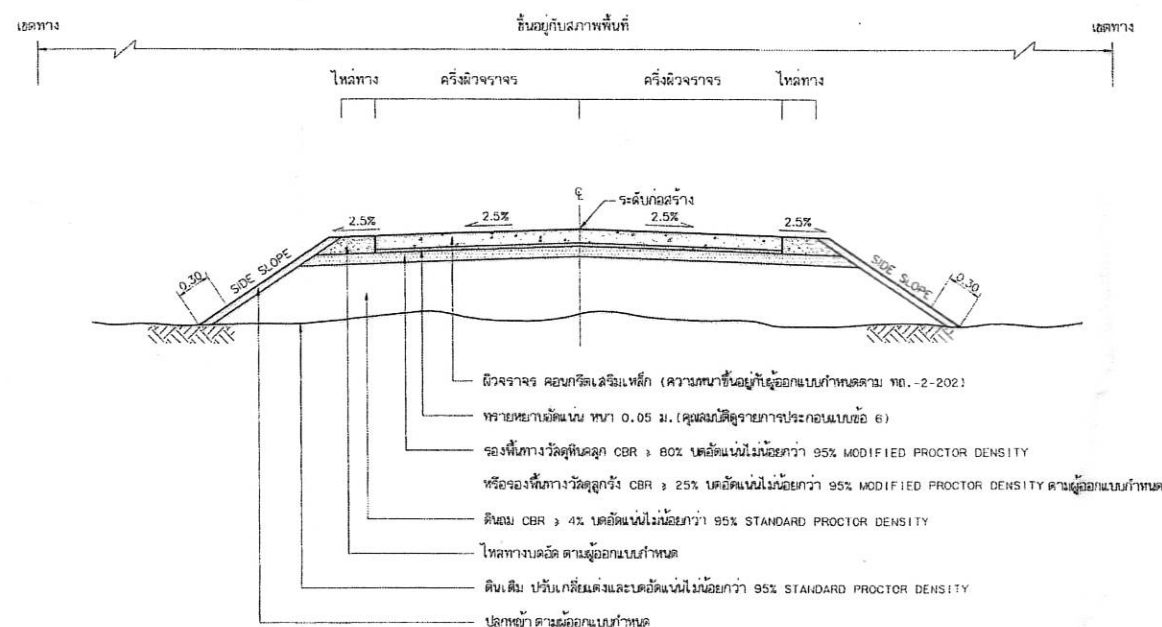 เขตทาง ขึ้นอยู่กับสภาพพื้นที่ เขตทาง
ไหล่ทาง ครึ่งผิวจราจร ครึ่งผิวจราจร ไหล่ทาง
℄
ระดับก่อสร้าง
2.5% 2.5% 2.5% 2.5%
0.30 SIDE SLOPE SIDE SLOPE 0.30
ผิวจราจร คอนกรีตเสริมเหล็ก (ความหนาขึ้นอยู่กับผู้ออกแบบกำหนดตาม ทถ.-2-202)
ทรายหยาบอัดแน่น หนา 0.05 ม.(คุณสมบัติดูรายการประกอบแบบข้อ 6)
รองพื้นทางวัสดุหินคลุก CBR ≥ 80% บดอัดแน่นไม่น้อยกว่า 95% MODIFIED PROCTOR DENSITY
หรือรองพื้นทางวัสดุลูกรัง CBR ≥ 25% บดอัดแน่นไม่น้อยกว่า 95% MODIFIED PROCTOR DENSITY ตามผู้ออกแบบกำหนด
ดินถม CBR ≥ 4% บดอัดแน่นไม่น้อยกว่า 95% STANDARD PROCTOR DENSITY
ไหล่ทางบดอัด ตามผู้ออกแบบกำหนด
ดินเดิม ปรับเกลี่ยแต่งและบดอัดแน่นไม่น้อยกว่า 95% STANDARD PROCTOR DENSITY
ปลูกหญ้า ตามผู้ออกแบบกำหนด